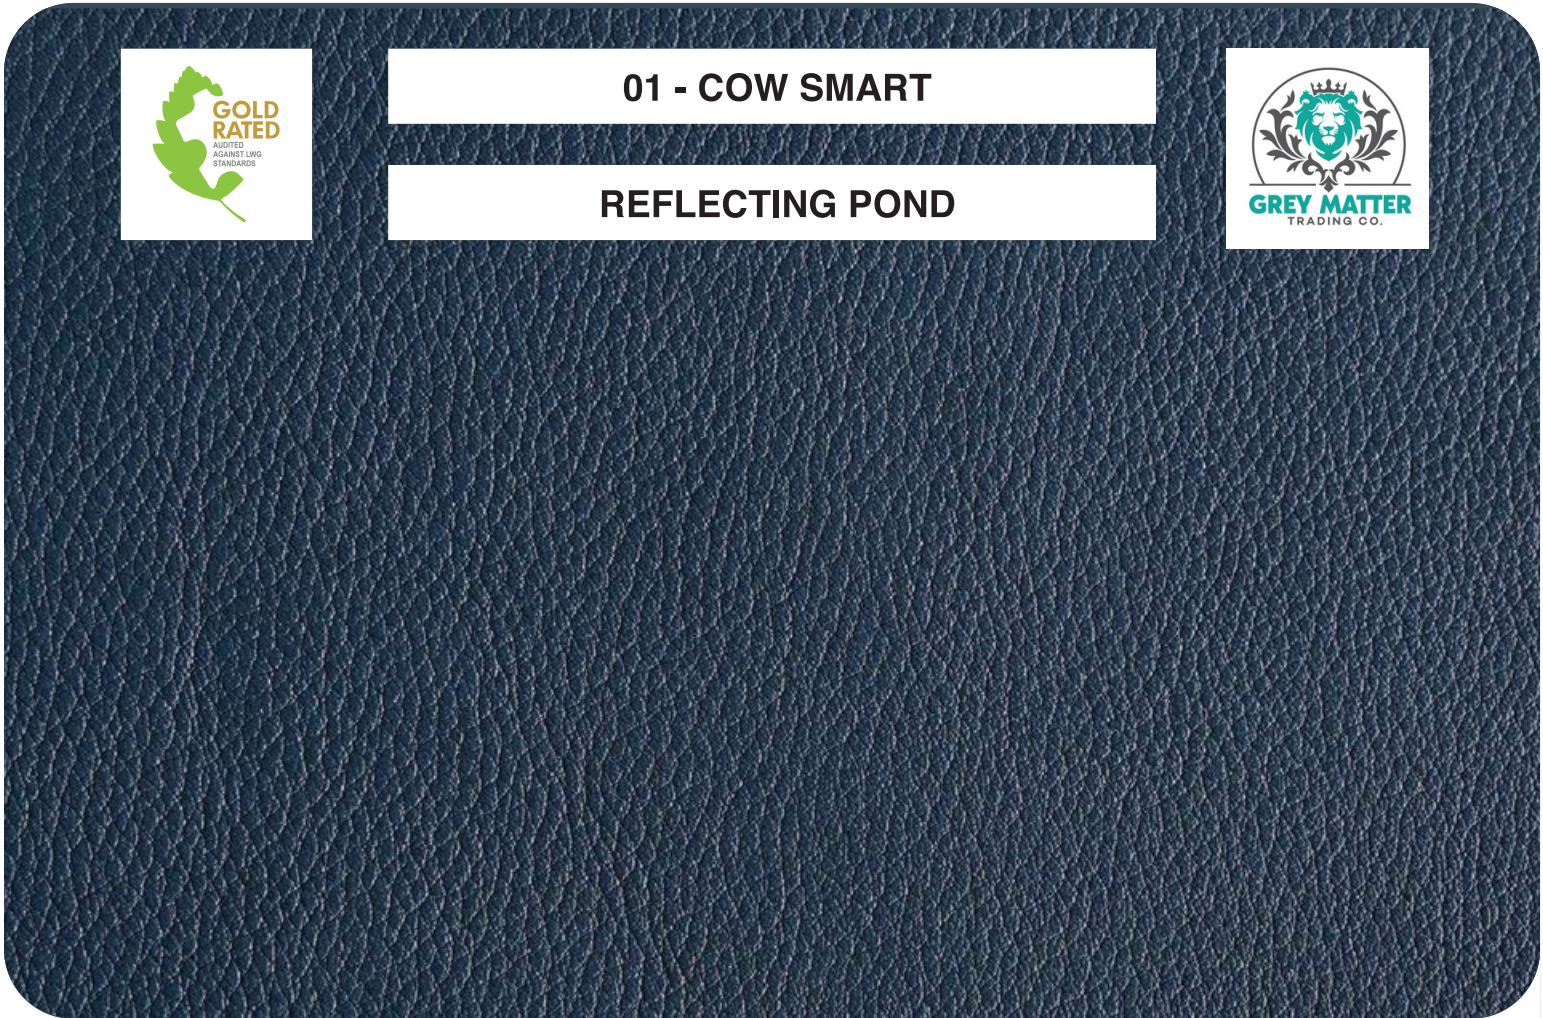 GOLD
RATED
AUDITED
AGAINST LWG
STANDARDS
01 - COW SMART
REFLECTING POND
GREY MATTER
TRADING CO.